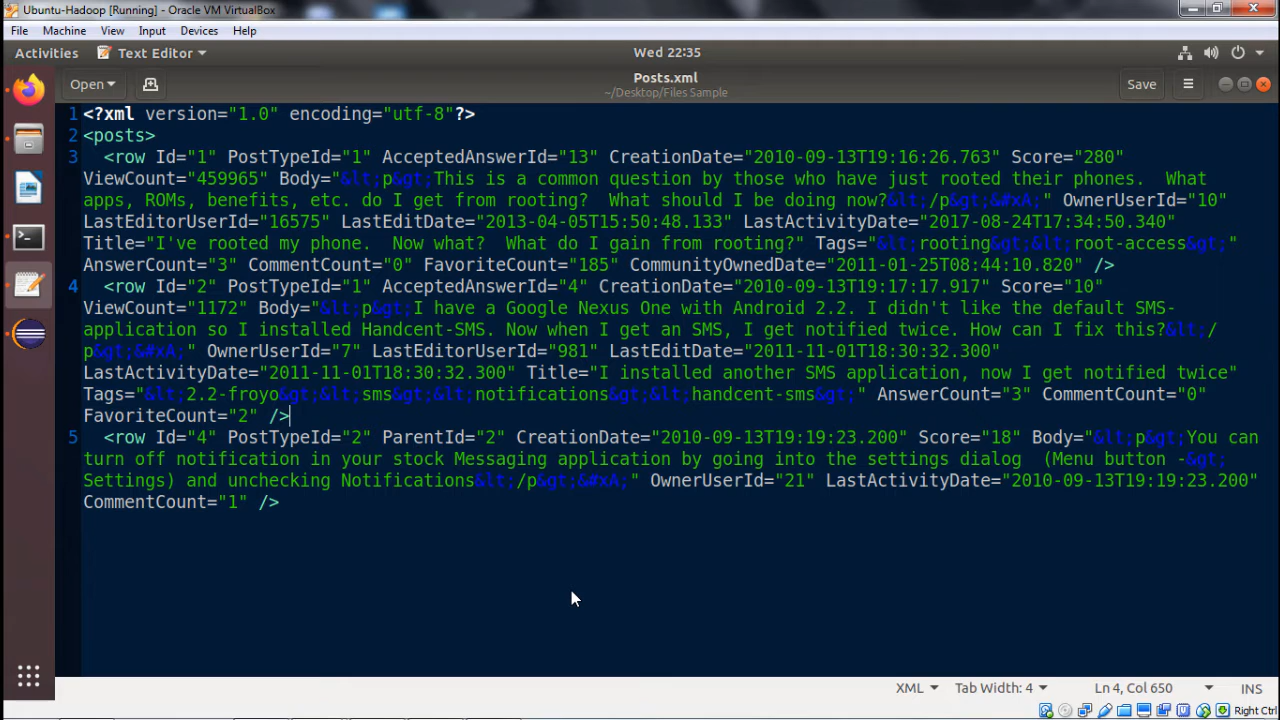 Ubuntu-Hadoop [Running] - Oracle VM VirtualBox
File Machine View Input Devices Help
Activities Text Editor Wed 22:35
Open Posts.xml Save
~/Desktop/Files Sample
1 <?xml version="1.0" encoding="utf-8"?>
2 <posts>
3 <row Id="1" PostTypeId="1" AcceptedAnswerId="13" CreationDate="2010-09-13T19:16:26.763" Score="280"
ViewCount="459965" Body="&lt;p&gt;This is a common question by those who have just rooted their phones.  What
apps, ROMs, benefits, etc. do I get from rooting?  What should I be doing now?&lt;/p&gt;&#xA;" OwnerUserId="10"
LastEditorUserId="16575" LastEditDate="2013-04-05T15:50:48.133" LastActivityDate="2017-08-24T17:34:50.340"
Title="I've rooted my phone.  Now what?  What do I gain from rooting?" Tags="&lt;rooting&gt;&lt;root-access&gt;"
AnswerCount="3" CommentCount="0" FavoriteCount="185" CommunityOwnedDate="2011-01-25T08:44:10.820" />
4 <row Id="2" PostTypeId="1" AcceptedAnswerId="4" CreationDate="2010-09-13T19:17:17.917" Score="10"
ViewCount="1172" Body="&lt;p&gt;I have a Google Nexus One with Android 2.2. I didn't like the default SMS-
application so I installed Handcent-SMS. Now when I get an SMS, I get notified twice. How can I fix this?&lt;/
p&gt;&#xA;" OwnerUserId="7" LastEditorUserId="981" LastEditDate="2011-11-01T18:30:32.300"
LastActivityDate="2011-11-01T18:30:32.300" Title="I installed another SMS application, now I get notified twice"
Tags="&lt;2.2-froyo&gt;&lt;sms&gt;&lt;notifications&gt;&lt;handcent-sms&gt;" AnswerCount="3" CommentCount="0"
FavoriteCount="2" />
5 <row Id="4" PostTypeId="2" ParentId="2" CreationDate="2010-09-13T19:19:23.200" Score="18" Body="&lt;p&gt;You can
turn off notification in your stock Messaging application by going into the settings dialog  (Menu button -&gt;
Settings) and unchecking Notifications&lt;/p&gt;&#xA;" OwnerUserId="21" LastActivityDate="2010-09-13T19:19:23.200"
CommentCount="1" />
XML Tab Width: 4 Ln 4, Col 650 INS
Right Ctrl